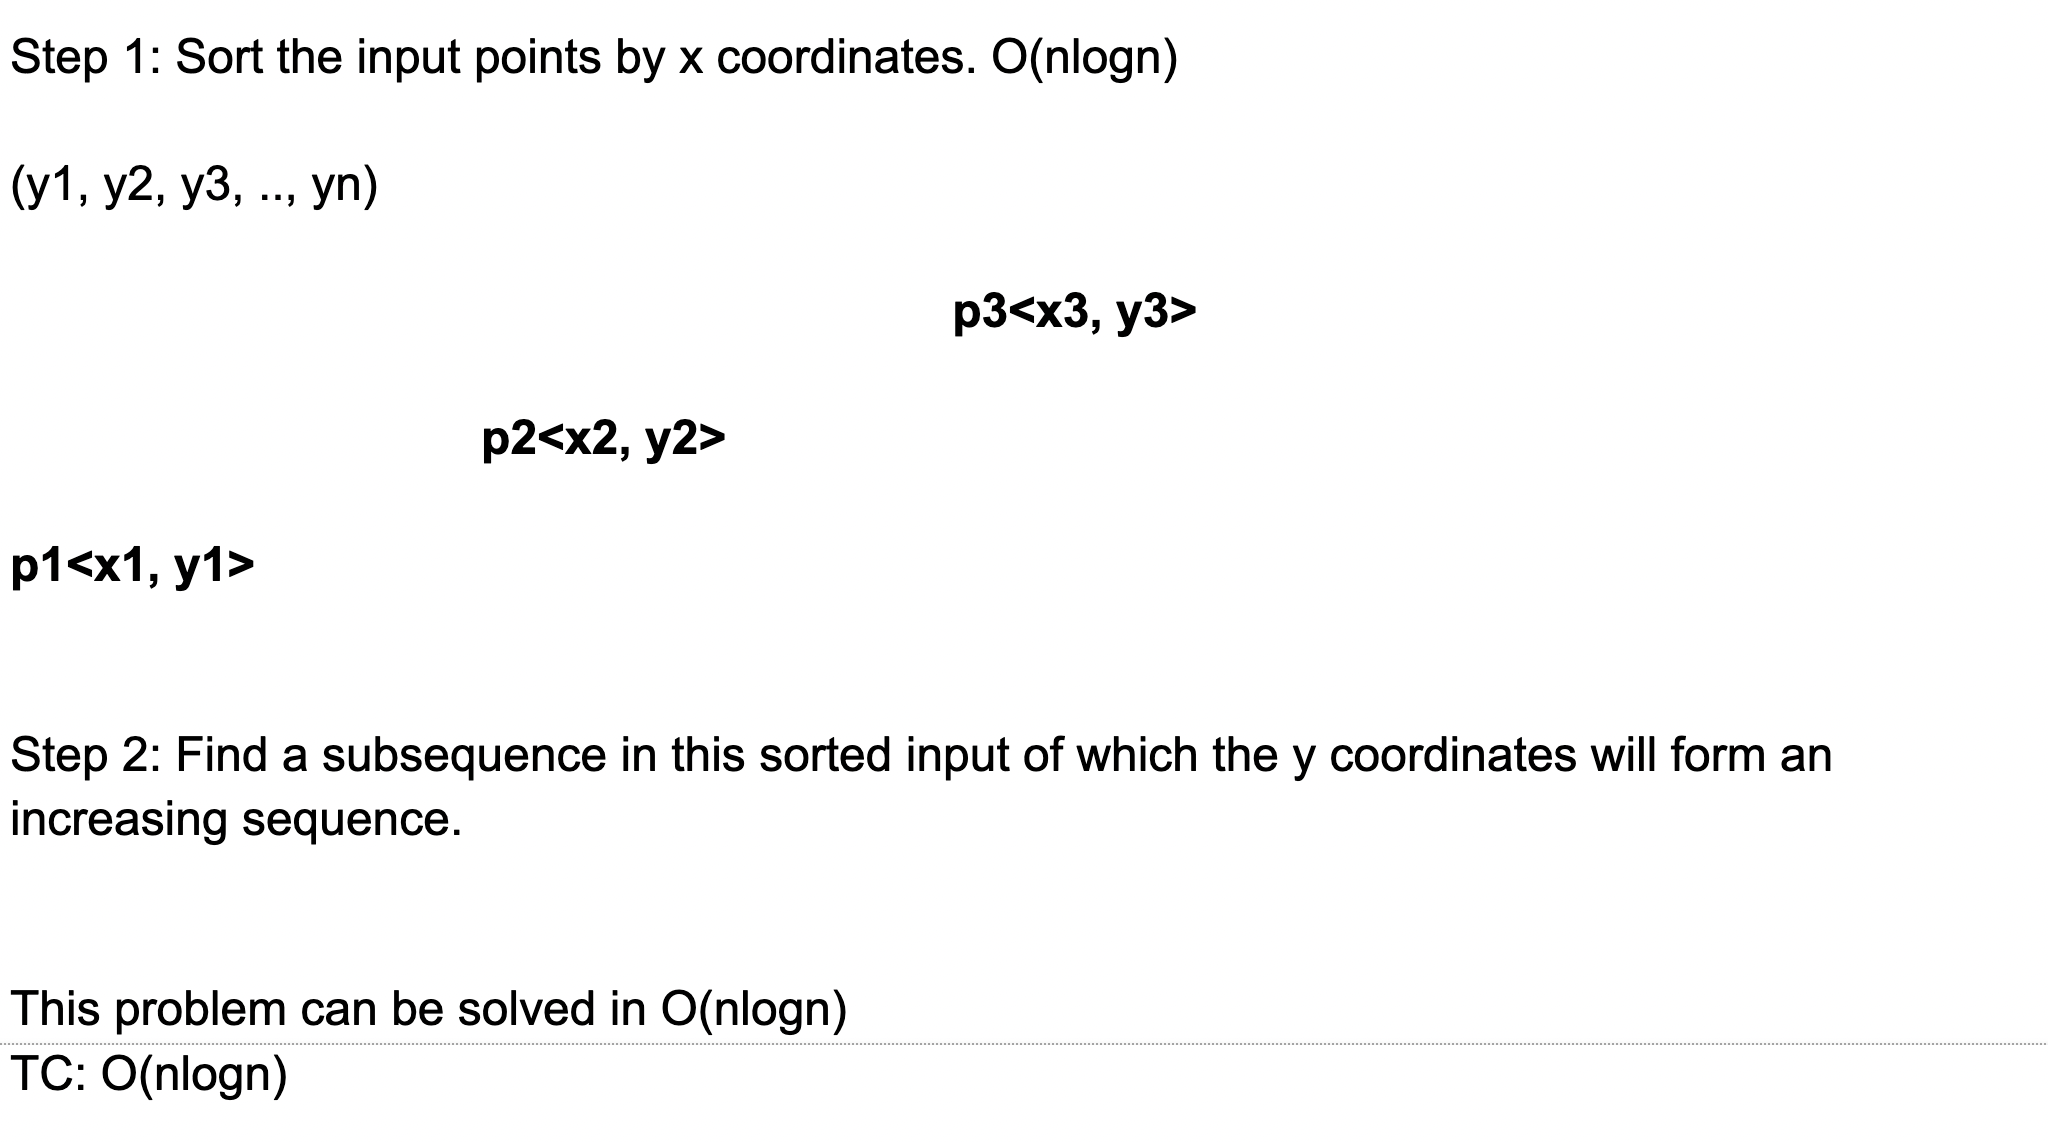 Step 1: Sort the input points by x coordinates. O(nlogn)
(y1, y2, y3, .., yn)
p3<x3, y3>
p2<x2, y2>
p1<x1, y1>
Step 2: Find a subsequence in this sorted input of which the y coordinates will form an
increasing sequence.
This problem can be solved in O(nlogn)
TC: O(nlogn)